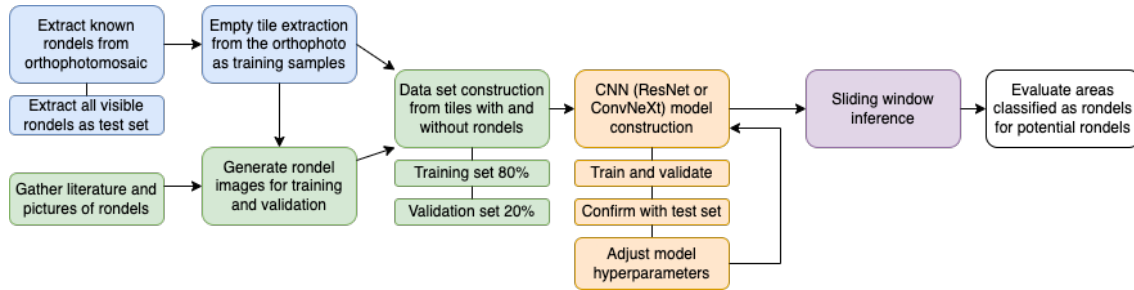 Extract known
rondels from
orthophotomosaic
Extract all visible
rondels as test set
Empty tile extraction
from the orthophoto
as training samples
Gather literature and
pictures of rondels
Generate rondel
images for training
and validation
Data set construction
from tiles with and
without rondels
Training set 80%
Validation set 20%
CNN (ResNet or
ConvNeXt) model
construction
Train and validate
Confirm with test set
Adjust model
hyperparameters
Sliding window
inference
Evaluate areas
classified as rondels
for potential rondels